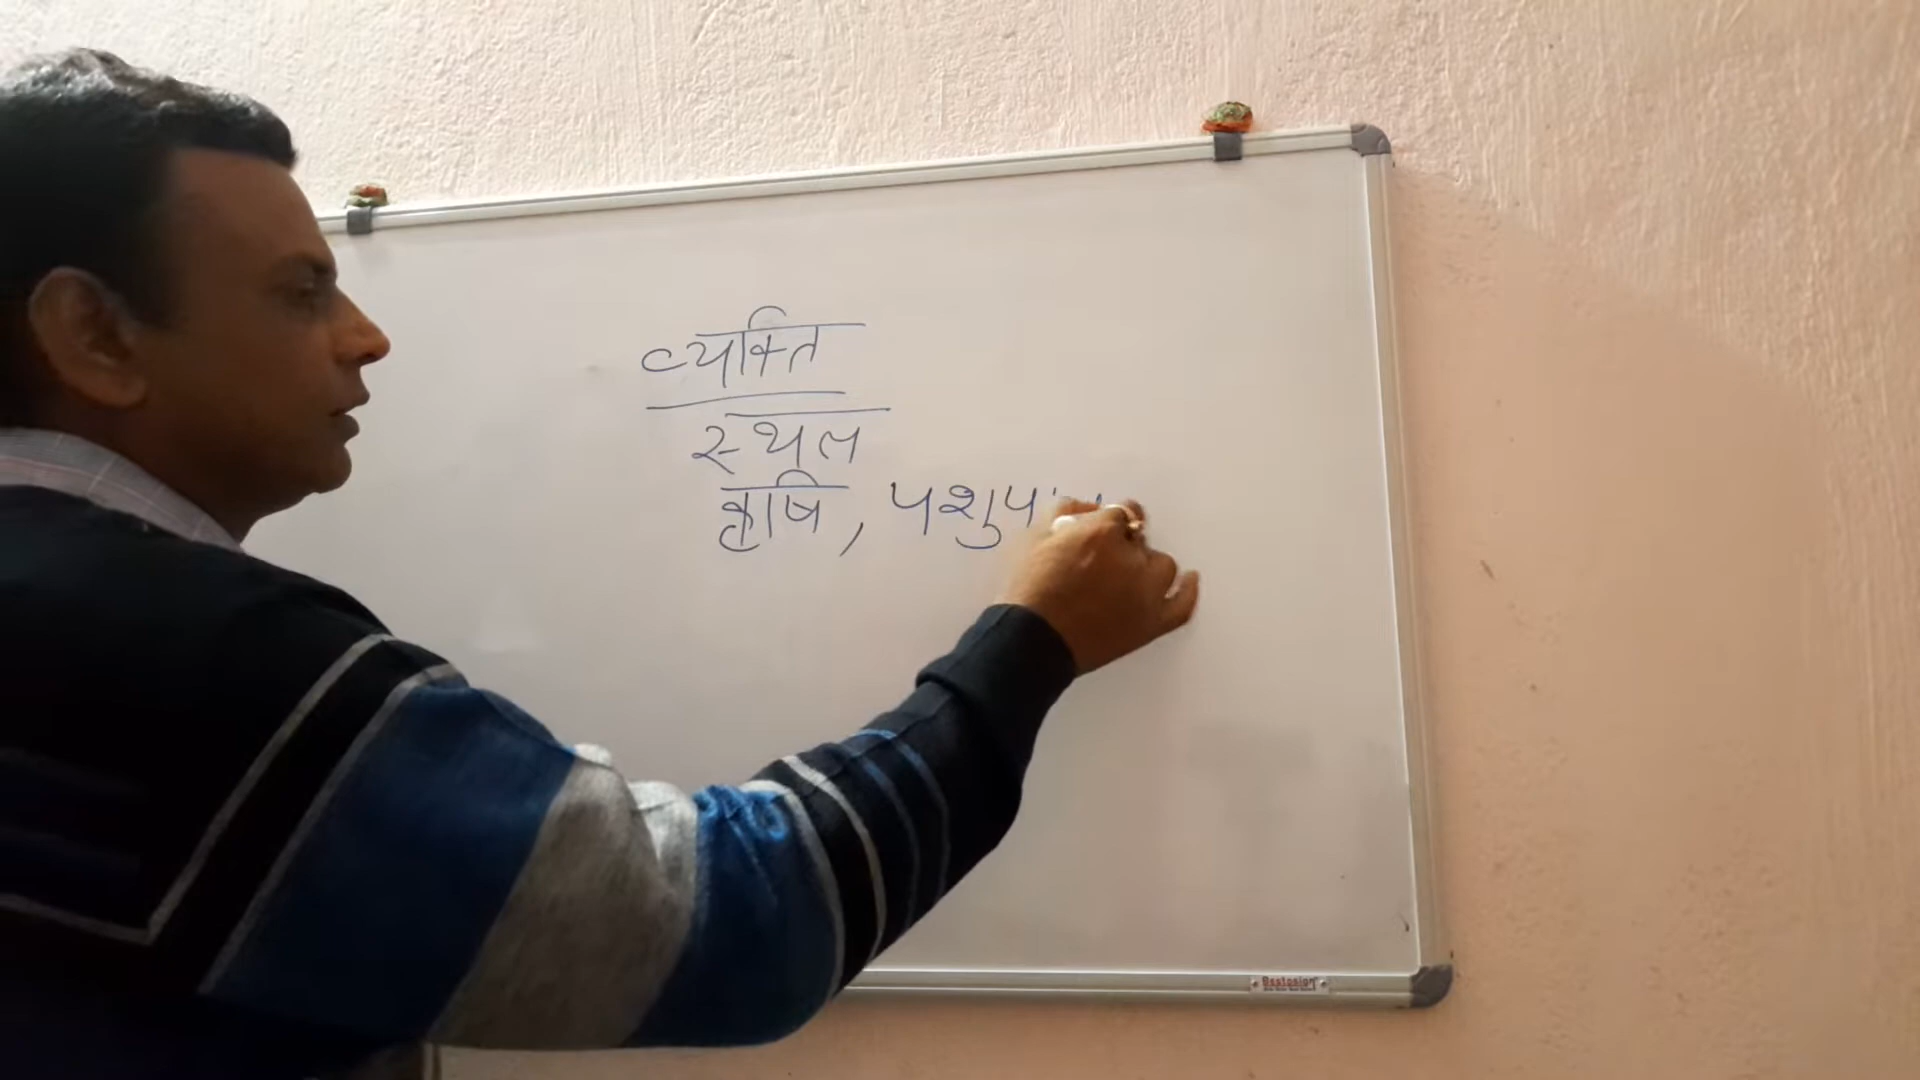 व्यक्ति
स्थल
कृषि, पशुप